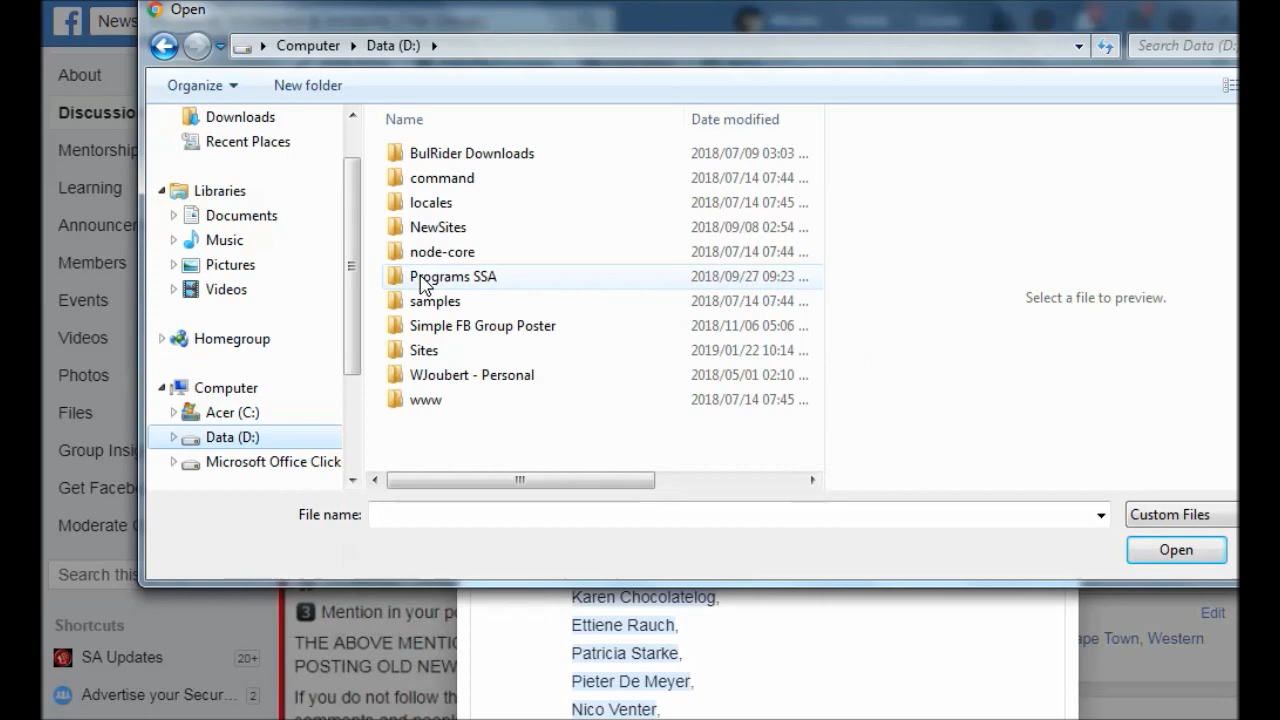 Open
News
Computer
Data (D:)
Search Data (D:
Organize
New folder
About
Discussio
Mentorship
Learning
Announcem
Members
Events
Videos
Photos
Files
Group Insig
Get Faceb
Moderate
Search this
Shortcuts
SA Updates 20+
Advertise your Secur... 2
Downloads
Recent Places
Libraries
Documents
Music
Pictures
Videos
Homegroup
Computer
Acer (C:)
Data (D:)
Microsoft Office Click
Name Date modified
BulRider Downloads 2018/07/09 03:03 ...
command 2018/07/14 07:44 ...
locales 2018/07/14 07:45 ...
NewSites 2018/09/08 02:54 ...
node-core 2018/07/14 07:44 ...
Programs SSA 2018/09/27 09:23 ...
samples 2018/07/14 07:44 ...
Simple FB Group Poster 2018/11/06 05:06 ...
Sites 2019/01/22 10:14 ...
WJoubert - Personal 2018/05/01 02:10 ...
www 2018/07/14 07:45 ...
Select a file to preview.
File name:
Custom Files
Open
3 Mention in your po
THE ABOVE MENTIO
POSTING OLD NEW
If you do not follow th
Karen Chocolatelog,
Ettiene Rauch,
Patricia Starke,
Pieter De Meyer,
Nico Venter,
Edit
ape Town, Western